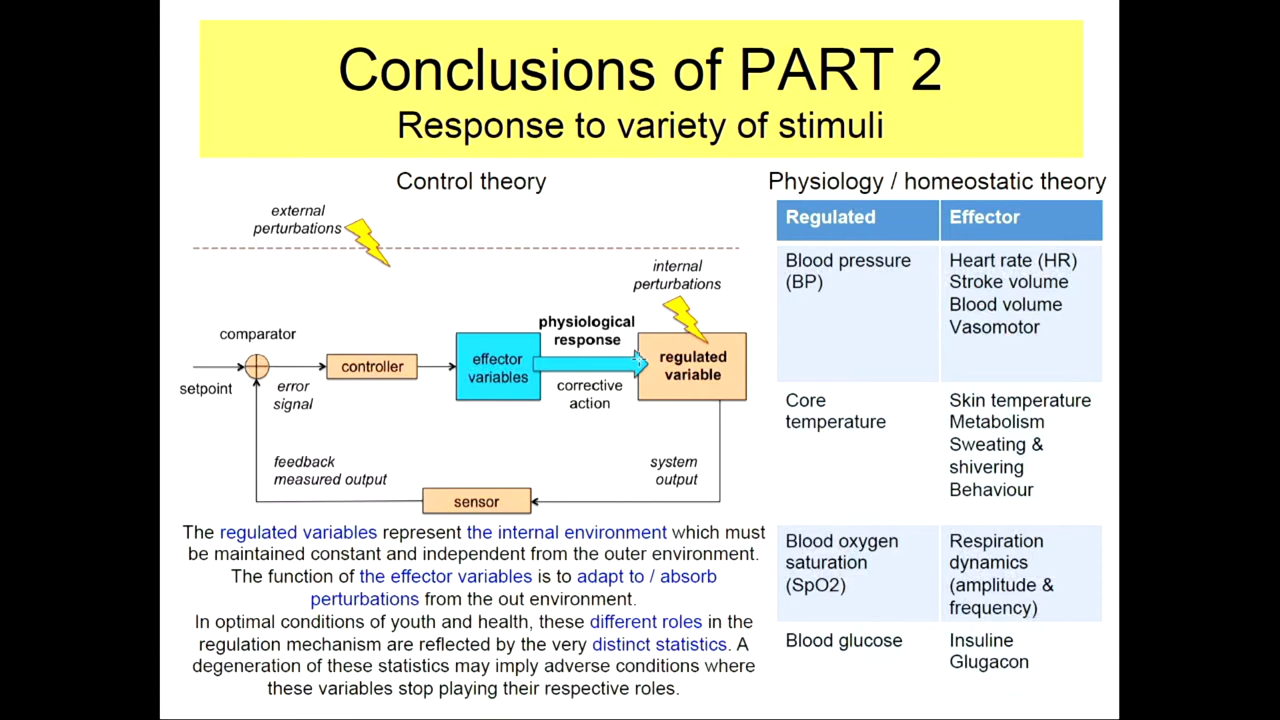 Conclusions of PART 2
Response to variety of stimuli
Control theory
external
perturbations
internal
perturbations
comparator
physiological
response
setpoint
error
signal
controller
effector
variables
corrective
action
regulated
variable
feedback
measured output
system
output
sensor
The regulated variables represent the internal environment which must
be maintained constant and independent from the outer environment.
The function of the effector variables is to adapt to / absorb
perturbations from the out environment.
In optimal conditions of youth and health, these different roles in the
regulation mechanism are reflected by the very distinct statistics. A
degeneration of these statistics may imply adverse conditions where
these variables stop playing their respective roles.
Physiology / homeostatic theory
Regulated
Effector
Blood pressure
(BP)
Heart rate (HR)
Stroke volume
Blood volume
Vasomotor
Core
temperature
Skin temperature
Metabolism
Sweating &
shivering
Behaviour
Blood oxygen
saturation
(SpO2)
Respiration
dynamics
(amplitude &
frequency)
Blood glucose
Insuline
Glugacon